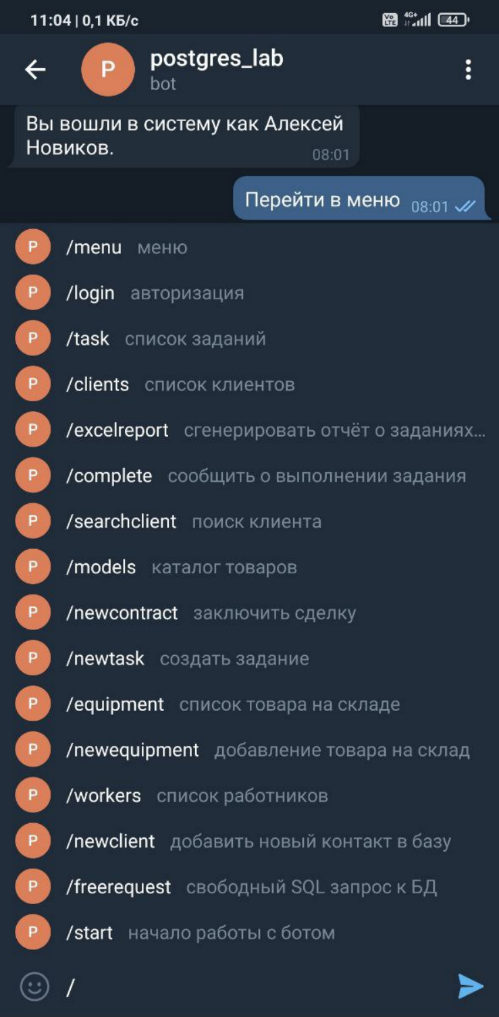 11:04 | 0,1 КБ/с Vo LTE 4G+ 44
P postgres_lab
bot
Вы вошли в систему как Алексей
Новиков. 08:01
Перейти в меню 08:01
P /menu меню
P /login авторизация
P /task список заданий
P /clients список клиентов
P /excelreport сгенерировать отчёт о заданиях...
P /complete сообщить о выполнении задания
P /searchclient поиск клиента
P /models каталог товаров
P /newcontract заключить сделку
P /newtask создать задание
P /equipment список товара на складе
P /newequipment добавление товара на склад
P /workers список работников
P /newclient добавить новый контакт в базу
P /freerequest свободный SQL запрос к БД
P /start начало работы с ботом
/